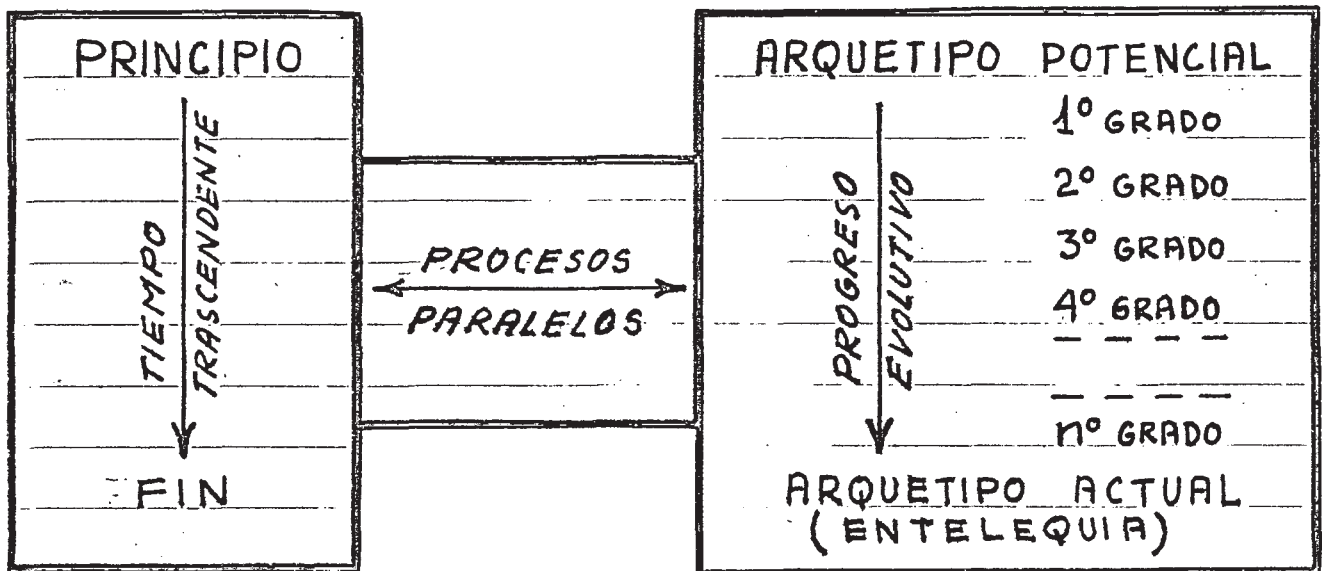 PRINCIPIO
TIEMPO
TRASCENDENTE
FIN
PROCESOS
PARALELOS
ARQUETIPO POTENCIAL
PROGRESO
EVOLUTIVO
1º GRADO
2º GRADO
3º GRADO
4º GRADO
nº GRADO
ARQUETIPO ACTUAL
(ENTELEQUIA)